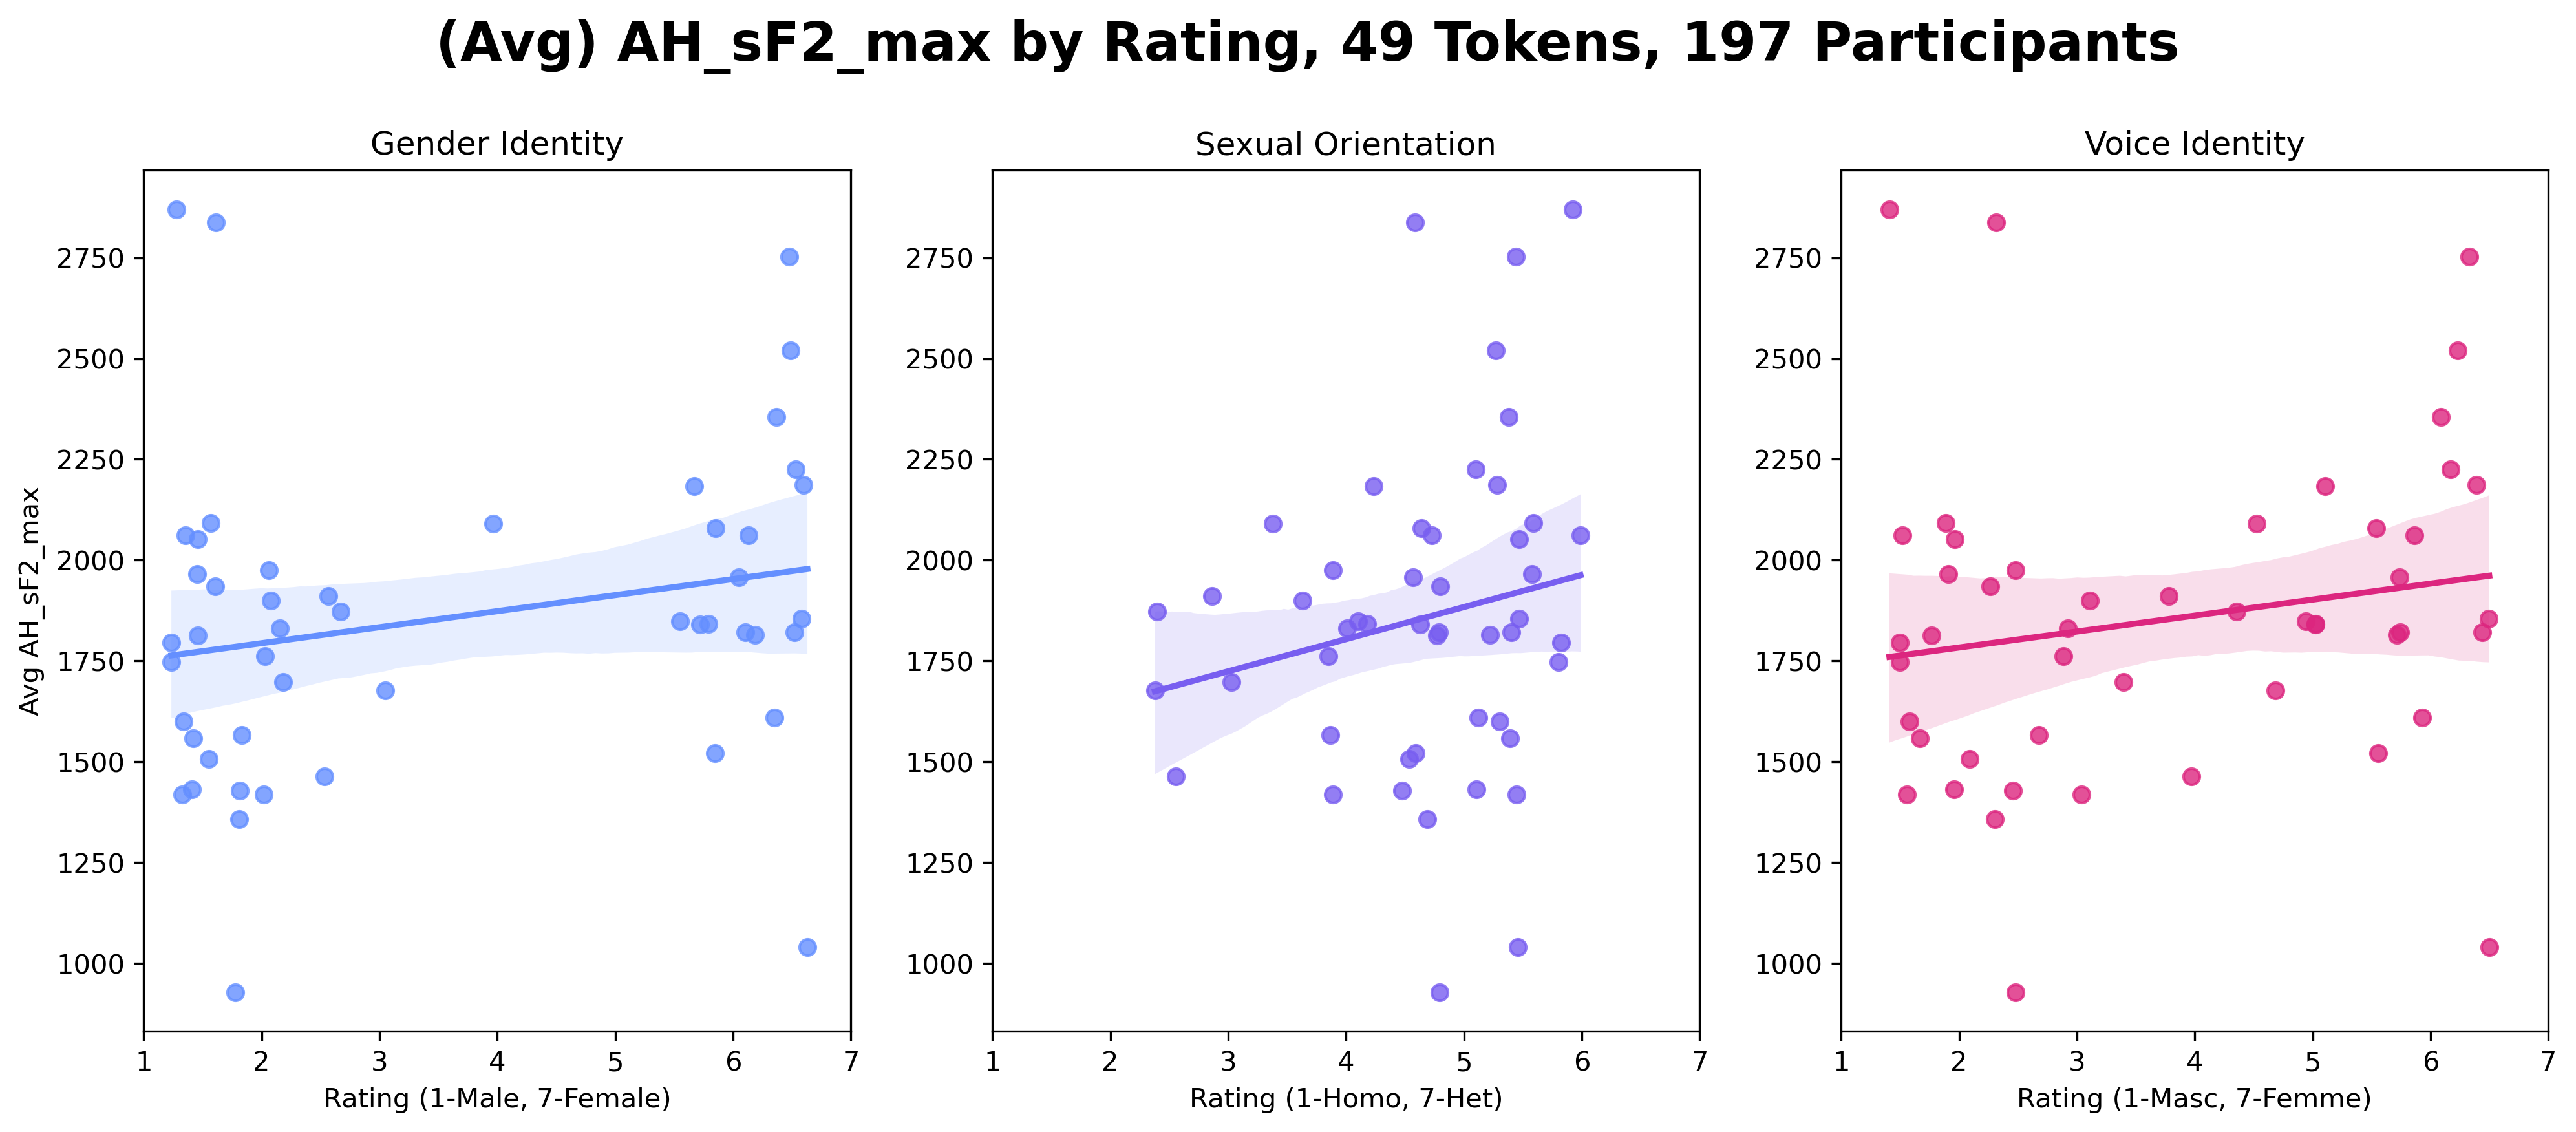 (Avg) AH_sF2_max by Rating, 49 Tokens, 197 Participants
Gender Identity
Sexual Orientation
Voice Identity
Avg AH_sF2_max
2750
2500
2250
2000
1750
1500
1250
1000
1 2 3 4 5 6 7
Rating (1-Male, 7-Female)
2750
2500
2250
2000
1750
1500
1250
1000
1 2 3 4 5 6 7
Rating (1-Homo, 7-Het)
2750
2500
2250
2000
1750
1500
1250
1000
1 2 3 4 5 6 7
Rating (1-Masc, 7-Femme)